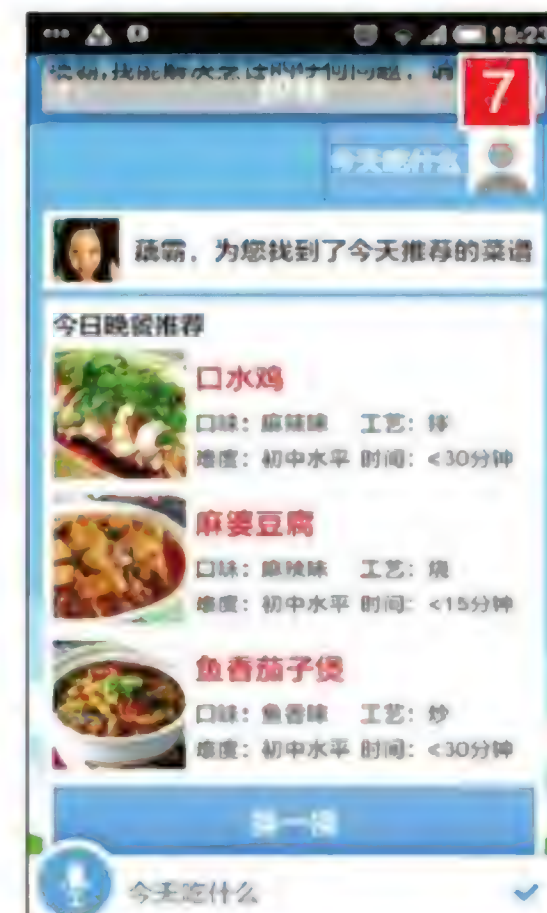 18:23
7
今天吃什么
为您找到了今天推荐的菜谱
今日晚餐推荐
口水鸡
口味：麻辣味 工艺：拌
难度：初中水平 时间：<30分钟
麻婆豆腐
口味：麻辣味 工艺：烧
难度：初中水平 时间：<15分钟
鱼香茄子煲
口味：鱼香味 工艺：炒
难度：初中水平 时间：<30分钟
换一换
今天吃什么